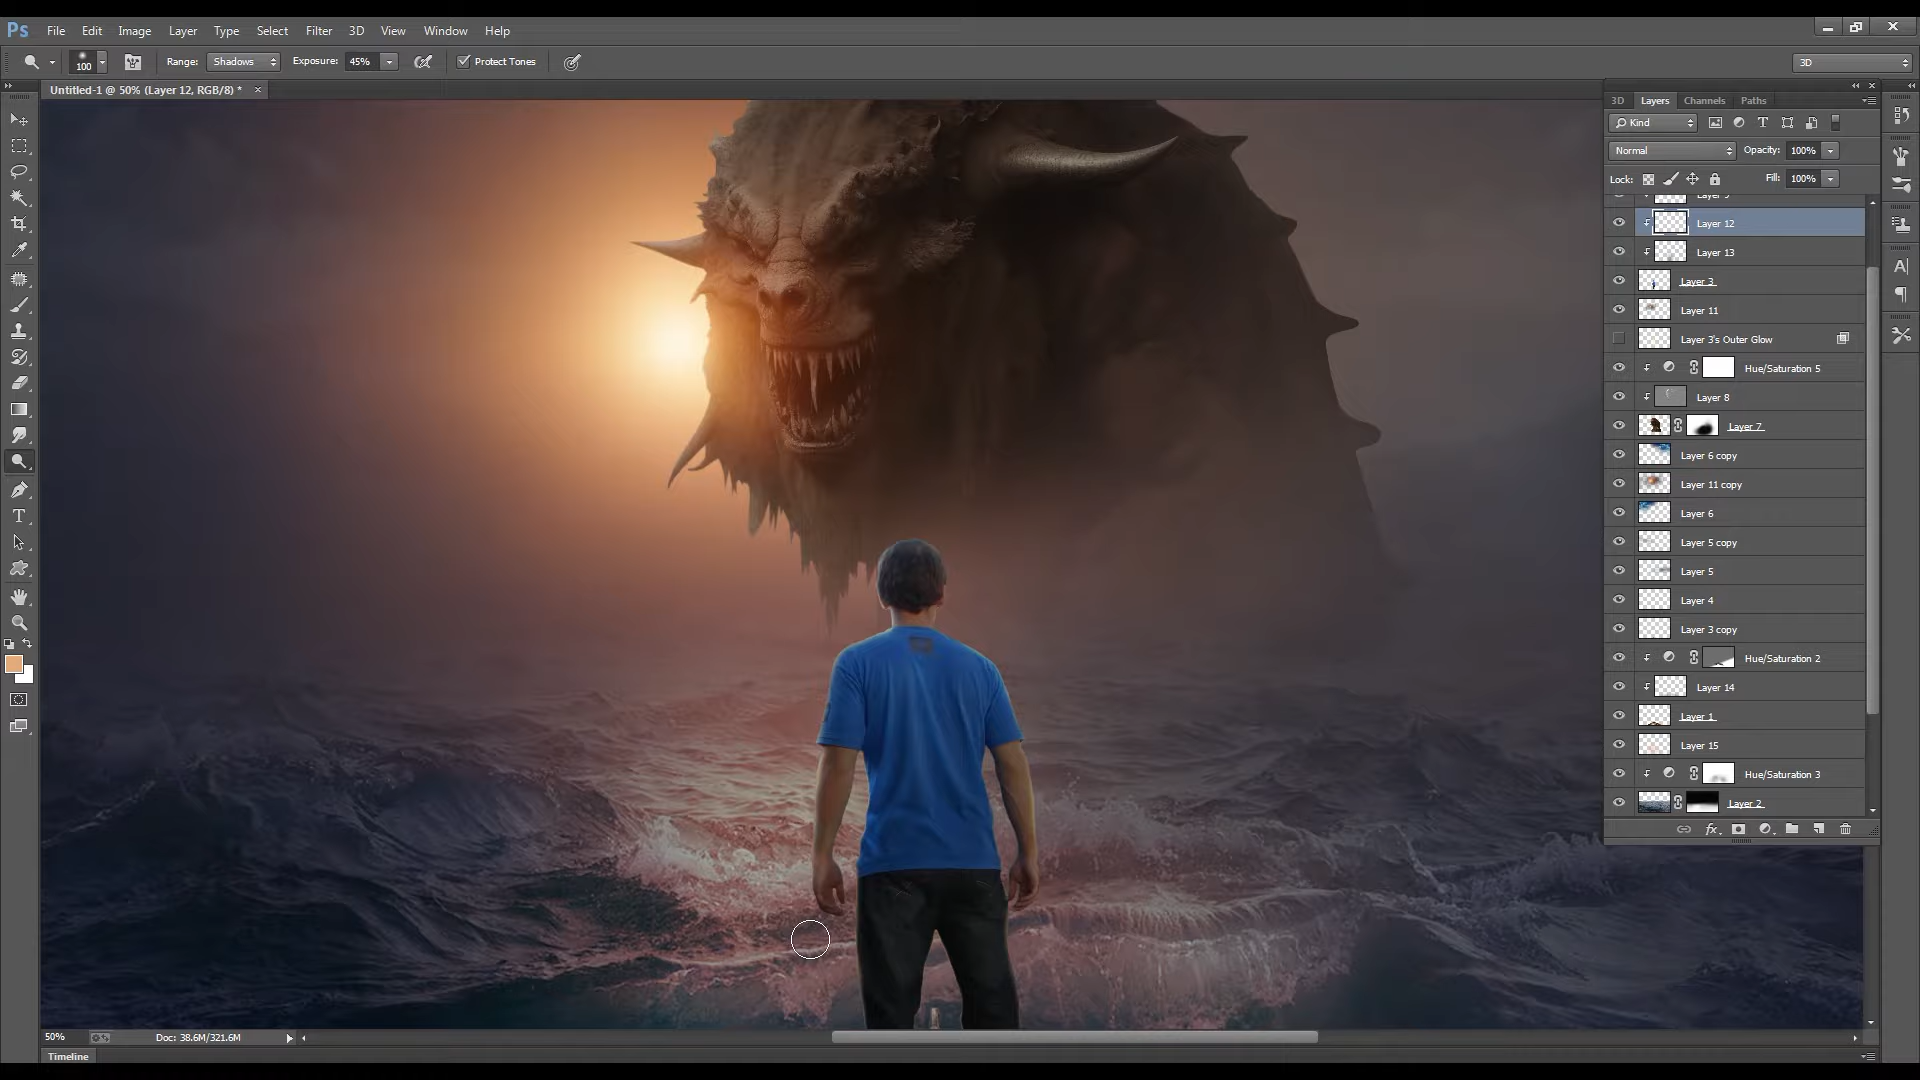 Ps File Edit Image Layer Type Select Filter 3D View Window Help
100 Range: Shadows Exposure: 45% Protect Tones 3D
Untitled-1 @ 50% (Layer 12, RGB/8) * ×
3D Layers Channels Paths
Kind T
Normal Opacity: 100%
Lock: Fill: 100%
Layer 9
Layer 12
Layer 13
Layer 3
Layer 11
Layer 3's Outer Glow
Hue/Saturation 5
Layer 8
Layer 7
Layer 6 copy
Layer 11 copy
Layer 6
Layer 5 copy
Layer 5
Layer 4
Layer 3 copy
Hue/Saturation 2
Layer 14
Layer 1
Layer 15
Hue/Saturation 3
Layer 2
fx
T
A
50% Doc: 38.6M/321.6M
Timeline